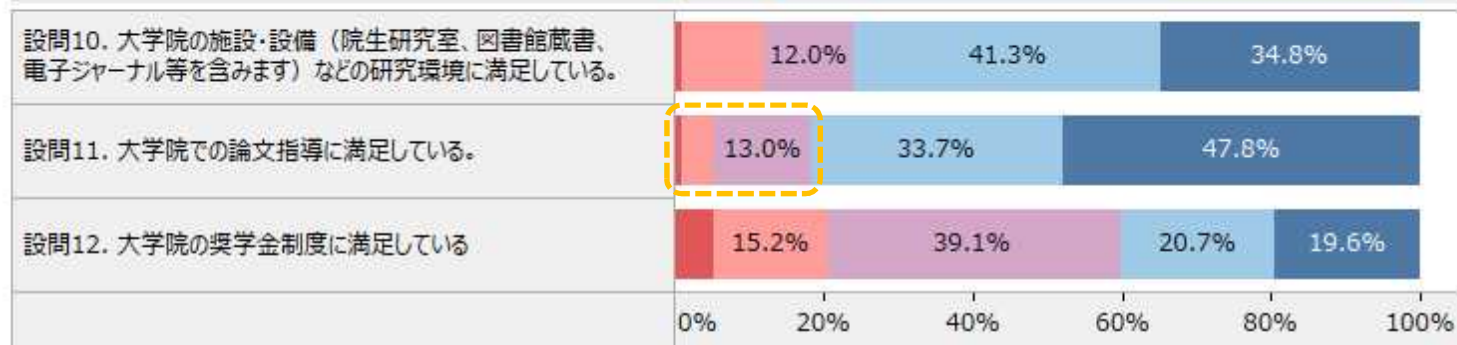 設問10. 大学院の施設・設備（院生研究室、図書館蔵書、
電子ジャーナル等を含みます）などの研究環境に満足している。
12.0% 41.3% 34.8%
設問11. 大学院での論文指導に満足している。
13.0% 33.7% 47.8%
設問12. 大学院の奨学金制度に満足している
15.2% 39.1% 20.7% 19.6%
0% 20% 40% 60% 80% 100%